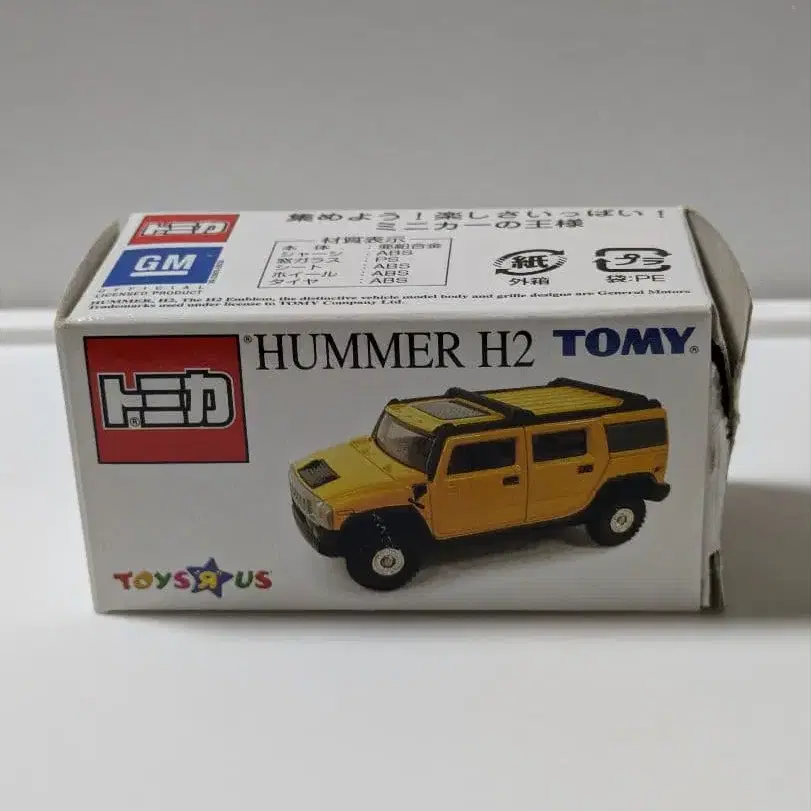 トミカ
集めよう!楽しさいっぱい!
ミニカーの王様
GM
OFFICIAL
LICENSED PRODUCT
材質表示
本体:亜鉛合金
シャーシ:ABS
窓ガラス:PS
シート:ABS
ホイール:ABS
タイヤ:ABS
紙
外箱
プラ
袋:PE
HUMMER, H2, The H2 Emblem, the distinctive vehicle model body and grille designs are General Motors
Trademarks used under license to TOMY Company Ltd.
トミカ®
®HUMMER H2
TOMY®
TOYS"R"US